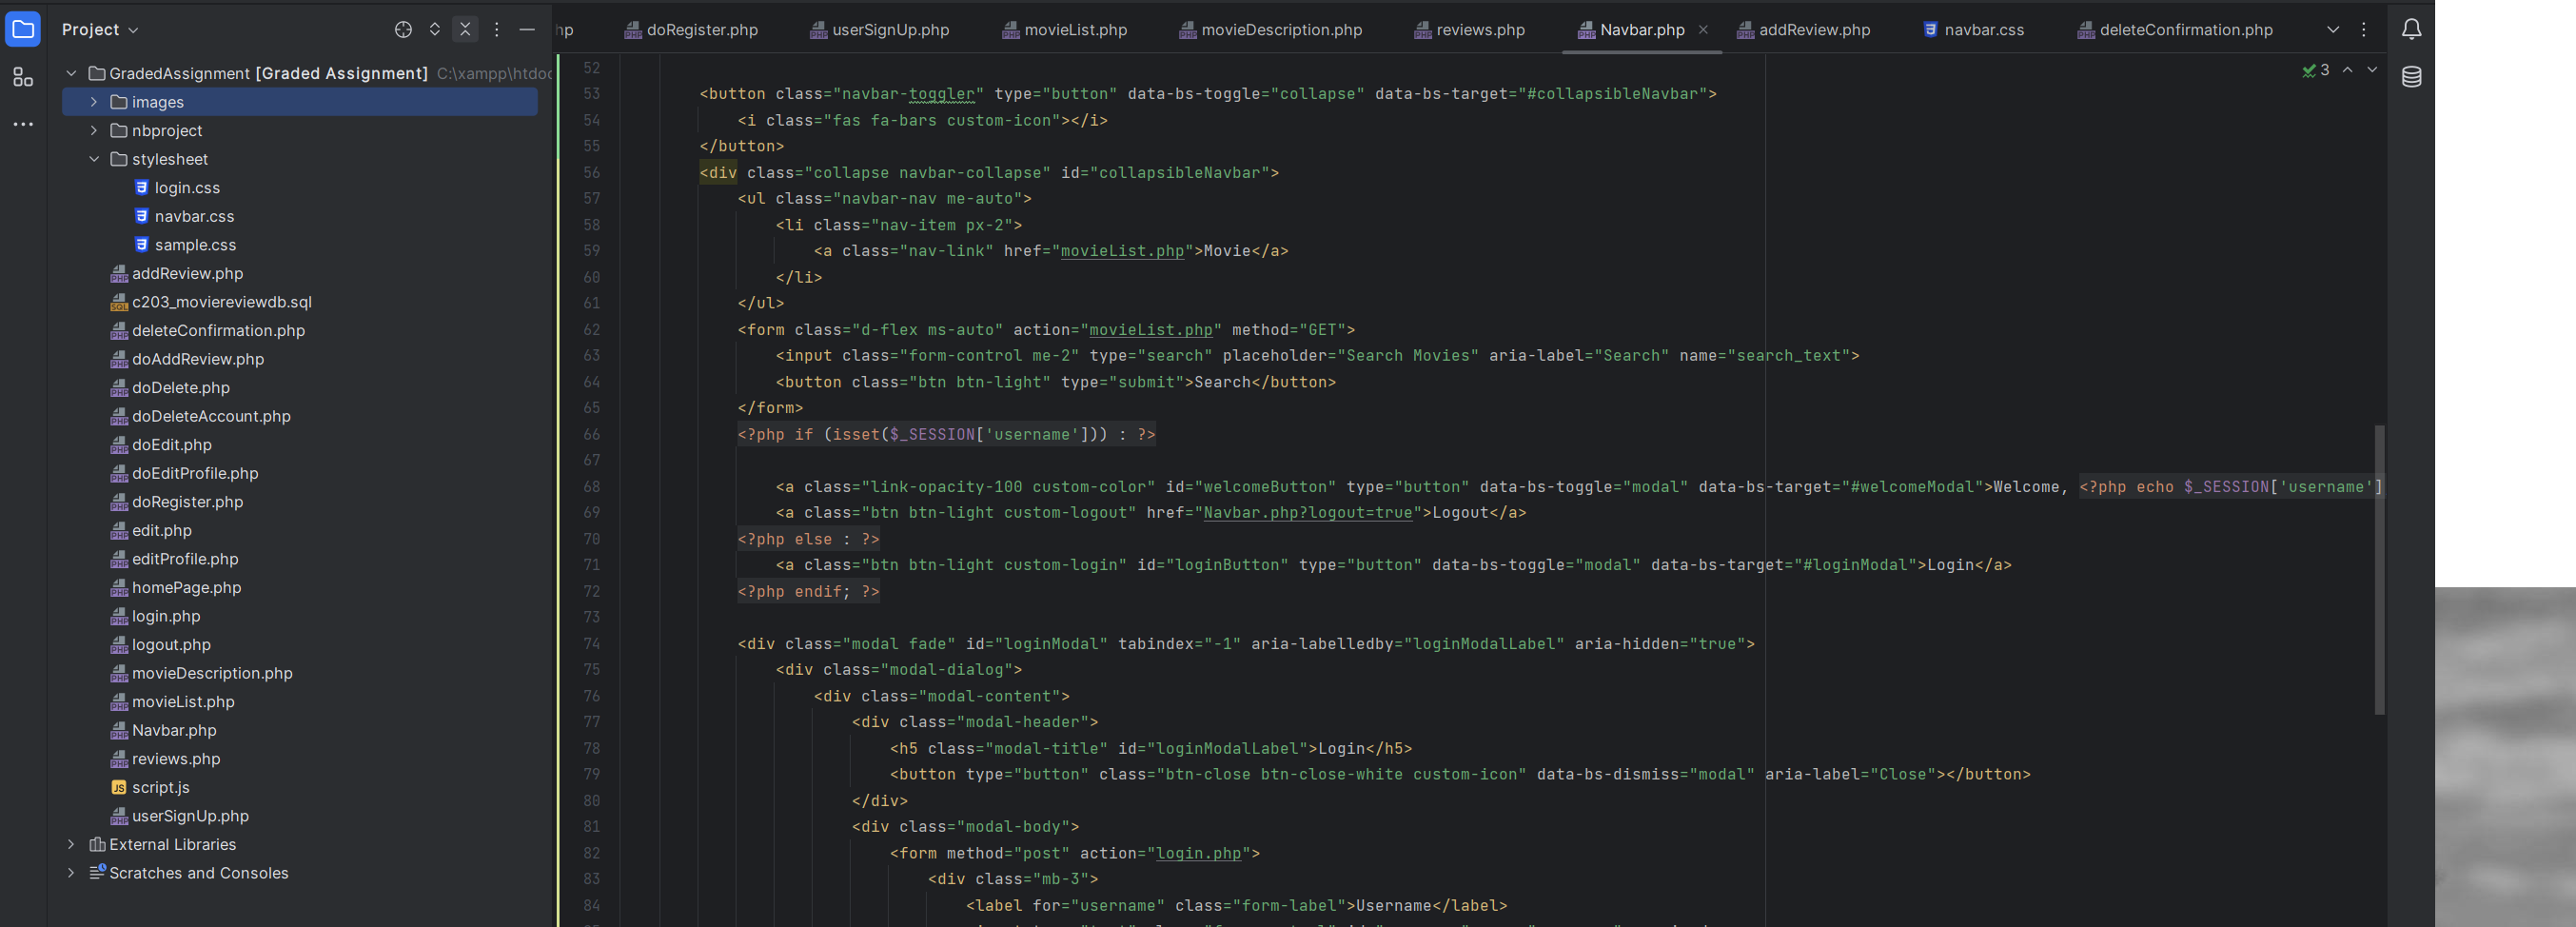 Project
hp
doRegister.php
userSignUp.php
movieList.php
movieDescription.php
reviews.php
Navbar.php
addReview.php
navbar.css
deleteConfirmation.php
GradedAssignment [Graded Assignment] C:\xampp\htdoc
images
nbproject
stylesheet
login.css
navbar.css
sample.css
addReview.php
c203_moviereviewdb.sql
deleteConfirmation.php
doAddReview.php
doDelete.php
doDeleteAccount.php
doEdit.php
doEditProfile.php
doRegister.php
edit.php
editProfile.php
homePage.php
login.php
logout.php
movieDescription.php
movieList.php
Navbar.php
reviews.php
script.js
userSignUp.php
External Libraries
Scratches and Consoles
3
52
53 <button class="navbar-toggler" type="button" data-bs-toggle="collapse" data-bs-target="#collapsibleNavbar">
54 <i class="fas fa-bars custom-icon"></i>
55 </button>
56 <div class="collapse navbar-collapse" id="collapsibleNavbar">
57 <ul class="navbar-nav me-auto">
58 <li class="nav-item px-2">
59 <a class="nav-link" href="movieList.php">Movie</a>
60 </li>
61 </ul>
62 <form class="d-flex ms-auto" action="movieList.php" method="GET">
63 <input class="form-control me-2" type="search" placeholder="Search Movies" aria-label="Search" name="search_text">
64 <button class="btn btn-light" type="submit">Search</button>
65 </form>
66 <?php if (isset($_SESSION['username'])) : ?>
67
68 <a class="link-opacity-100 custom-color" id="welcomeButton" type="button" data-bs-toggle="modal" data-bs-target="#welcomeModal">Welcome, <?php echo $_SESSION['username']
69 <a class="btn btn-light custom-logout" href="Navbar.php?logout=true">Logout</a>
70 <?php else : ?>
71 <a class="btn btn-light custom-login" id="loginButton" type="button" data-bs-toggle="modal" data-bs-target="#loginModal">Login</a>
72 <?php endif; ?>
73
74 <div class="modal fade" id="loginModal" tabindex="-1" aria-labelledby="loginModalLabel" aria-hidden="true">
75 <div class="modal-dialog">
76 <div class="modal-content">
77 <div class="modal-header">
78 <h5 class="modal-title" id="loginModalLabel">Login</h5>
79 <button type="button" class="btn-close btn-close-white custom-icon" data-bs-dismiss="modal" aria-label="Close"></button>
80 </div>
81 <div class="modal-body">
82 <form method="post" action="login.php">
83 <div class="mb-3">
84 <label for="username" class="form-label">Username</label>